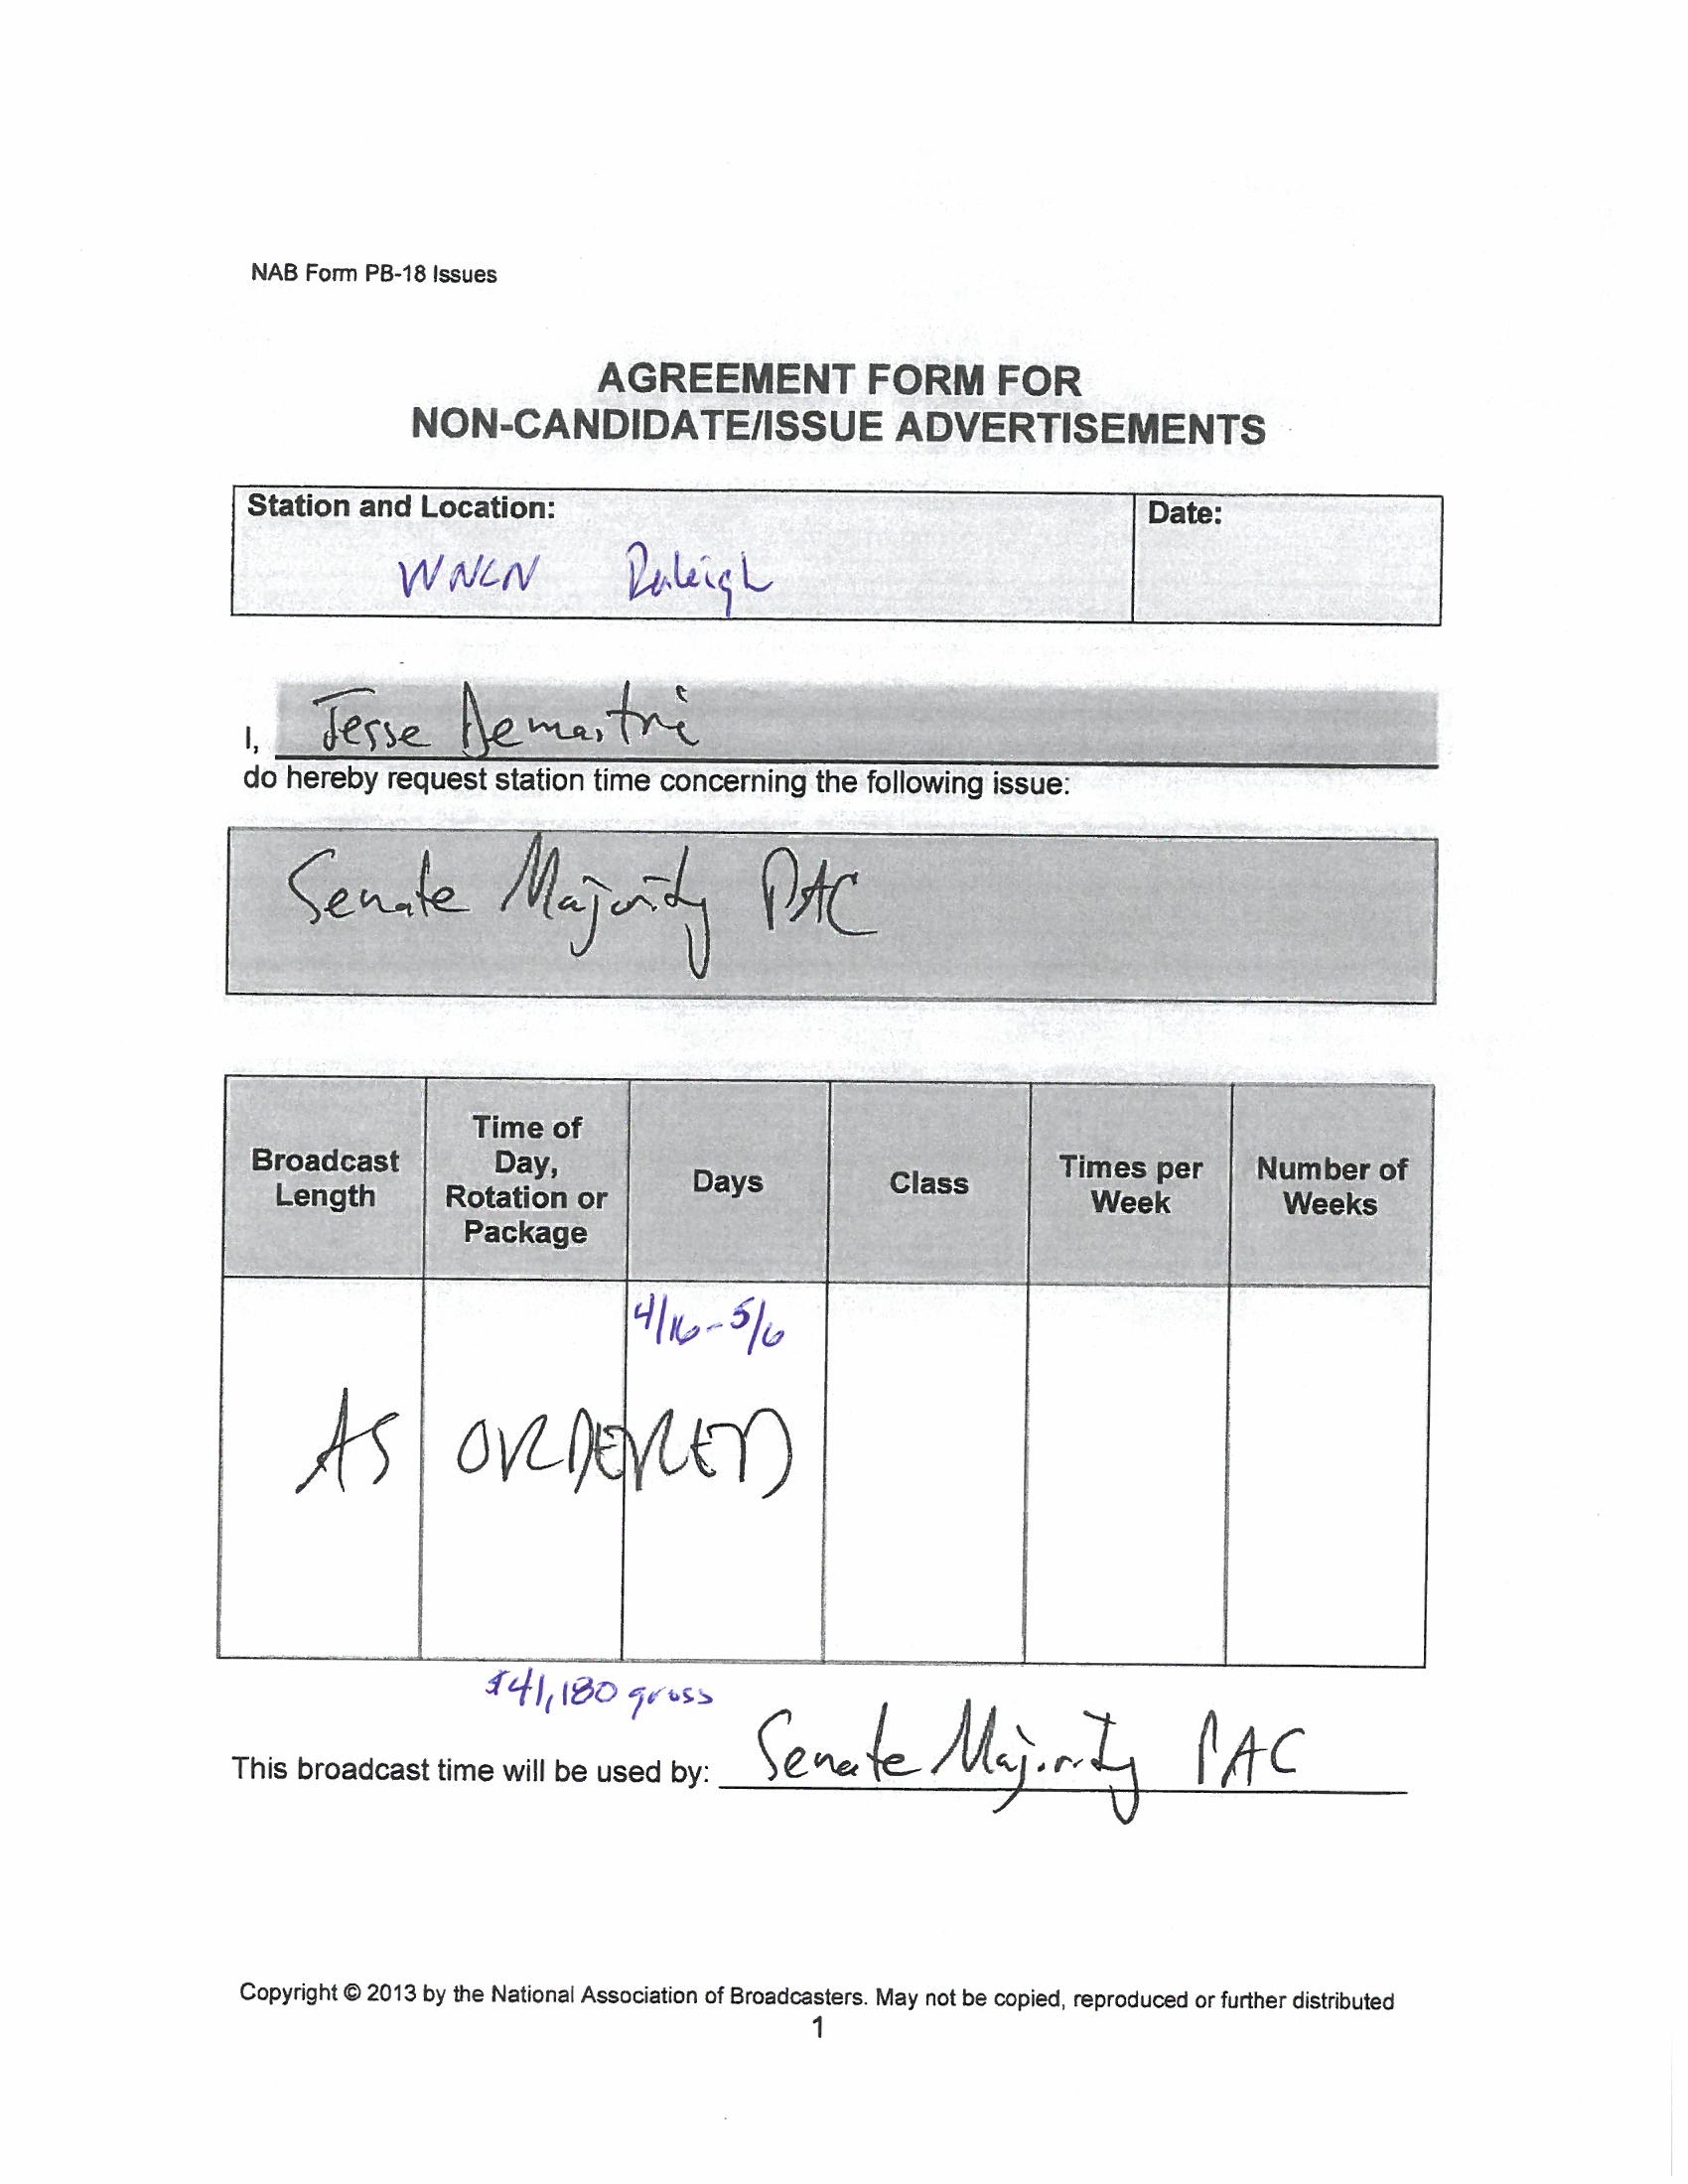 NAB Form PB-18 Issues
AGREEMENT FORM FOR
NON-CANDIDATE/ISSUE ADVERTISEMENTS
Station and Location:
Date:
WNCN Raleigh
I, Jesse Demastri
do hereby request station time concerning the following issue:
Senate Majority PAC
Broadcast Length
Time of Day, Rotation or Package
Days
Class
Times per Week
Number of Weeks
4/16-5/6
AS ORDERED
$41,180 gross
This broadcast time will be used by: Senate Majority PAC
Copyright © 2013 by the National Association of Broadcasters. May not be copied, reproduced or further distributed
1